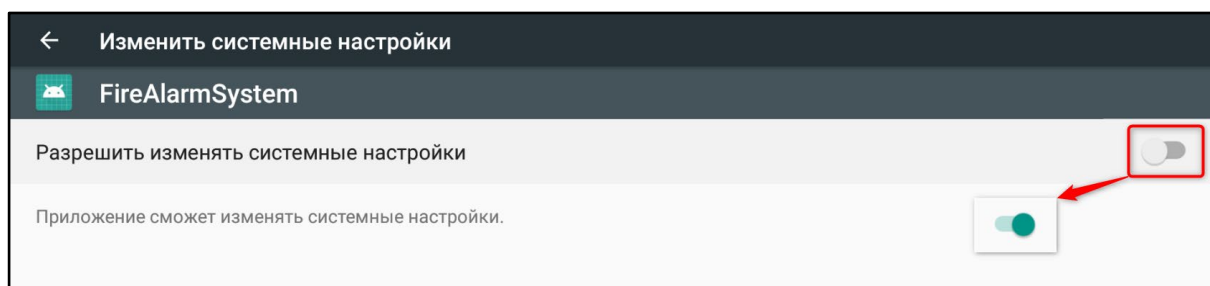 Изменить системные настройки
FireAlarmSystem
Разрешить изменять системные настройки
Приложение сможет изменять системные настройки.